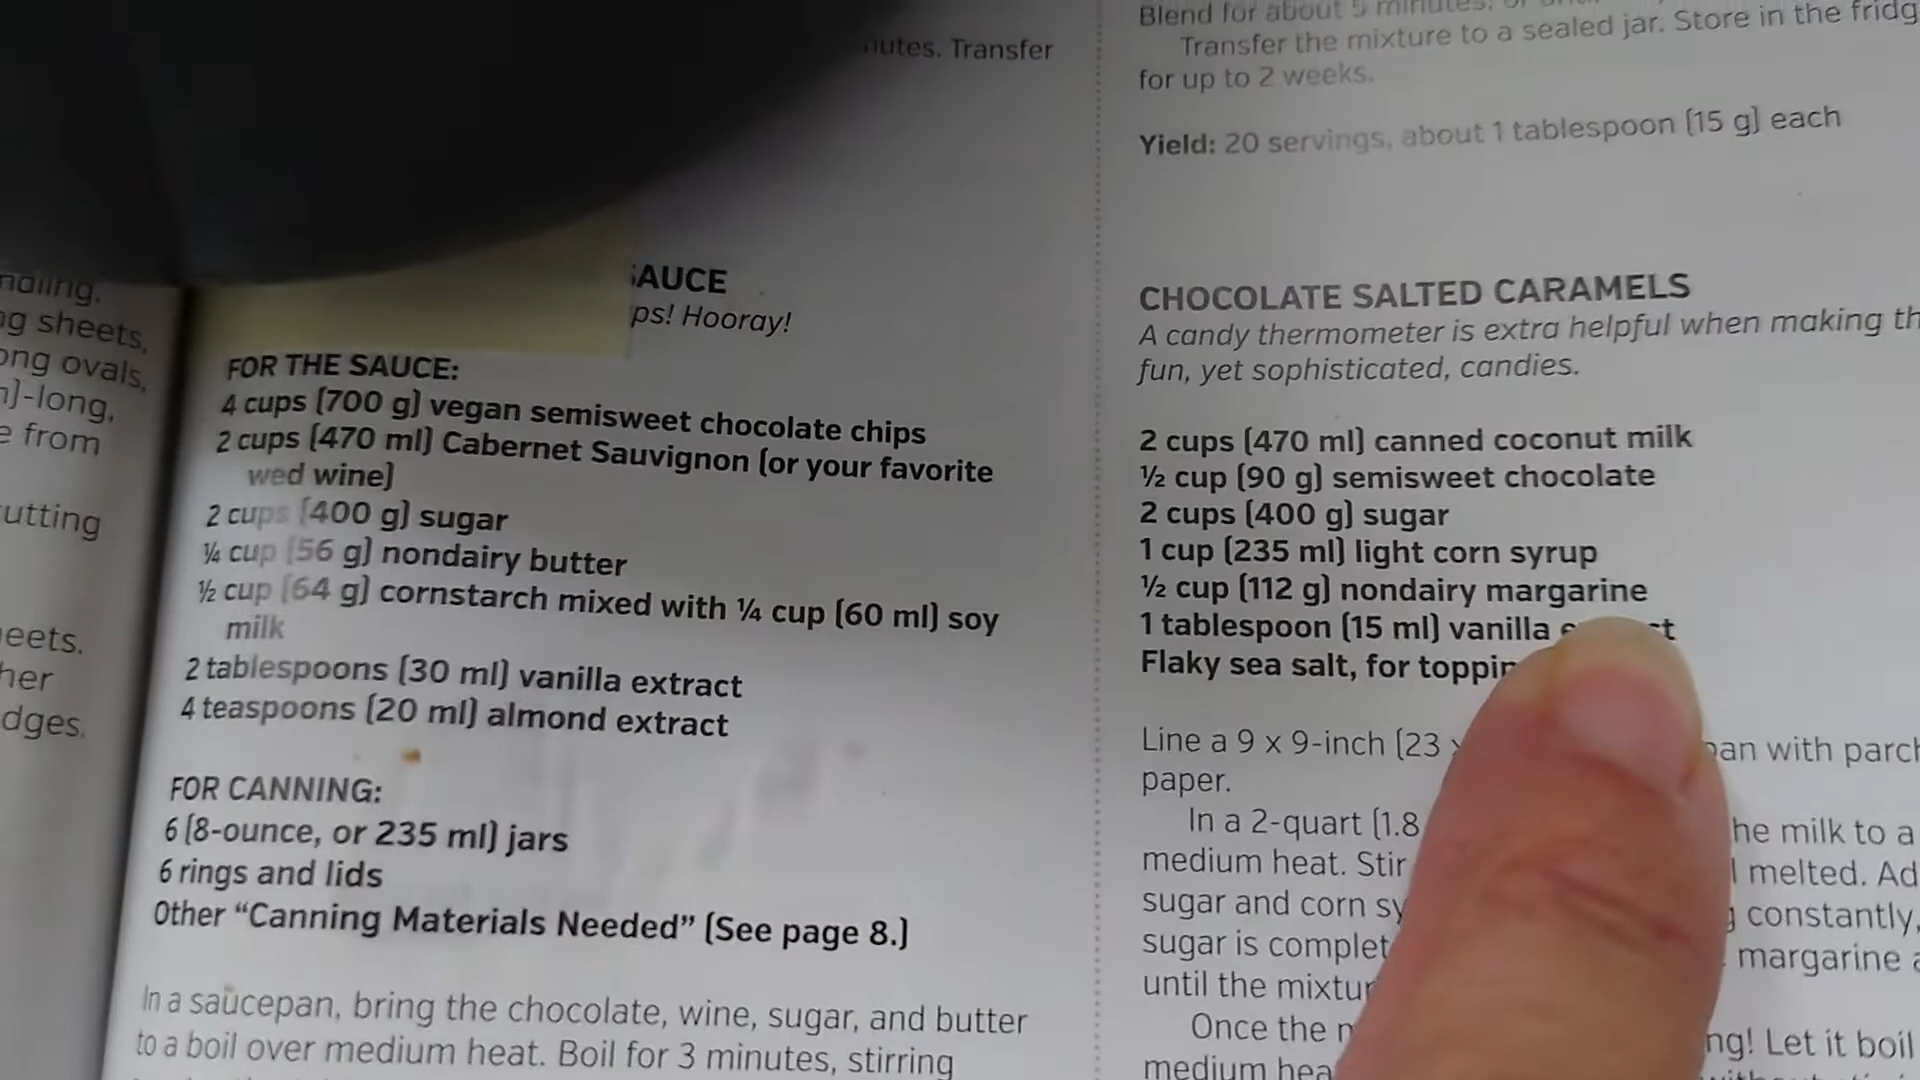 nutes. Transfer
AUCE
ps! Hooray!
FOR THE SAUCE:
4 cups (700 g) vegan semisweet chocolate chips
2 cups (470 ml) Cabernet Sauvignon (or your favorite
wed wine)
2 cups (400 g) sugar
¼ cup (56 g) nondairy butter
½ cup (64 g) cornstarch mixed with ¼ cup (60 ml) soy
milk
2 tablespoons (30 ml) vanilla extract
4 teaspoons (20 ml) almond extract
FOR CANNING:
6 (8-ounce, or 235 ml) jars
6 rings and lids
Other “Canning Materials Needed” (See page 8.)
In a saucepan, bring the chocolate, wine, sugar, and butter
to a boil over medium heat. Boil for 3 minutes, stirring
Blend for about 5 minutes,
Transfer the mixture to a sealed jar. Store in the fridg
for up to 2 weeks.
Yield: 20 servings, about 1 tablespoon (15 g) each
CHOCOLATE SALTED CARAMELS
A candy thermometer is extra helpful when making th
fun, yet sophisticated, candies.
2 cups (470 ml) canned coconut milk
½ cup (90 g) semisweet chocolate
2 cups (400 g) sugar
1 cup (235 ml) light corn syrup
½ cup (112 g) nondairy margarine
1 tablespoon (15 ml) vanilla
Flaky sea salt, for toppin
Line a 9 x 9-inch (23 pan with parch
paper.
In a 2-quart (1.8 he milk to a
medium heat. Stir melted. Ad
sugar and corn sy constantly,
sugar is complet margarine
until the mixtur
Once the ng! Let it boil
medium hea
ndling.
ng sheets,
ong ovals,
-long,
e from
utting
eets.
her
dges.